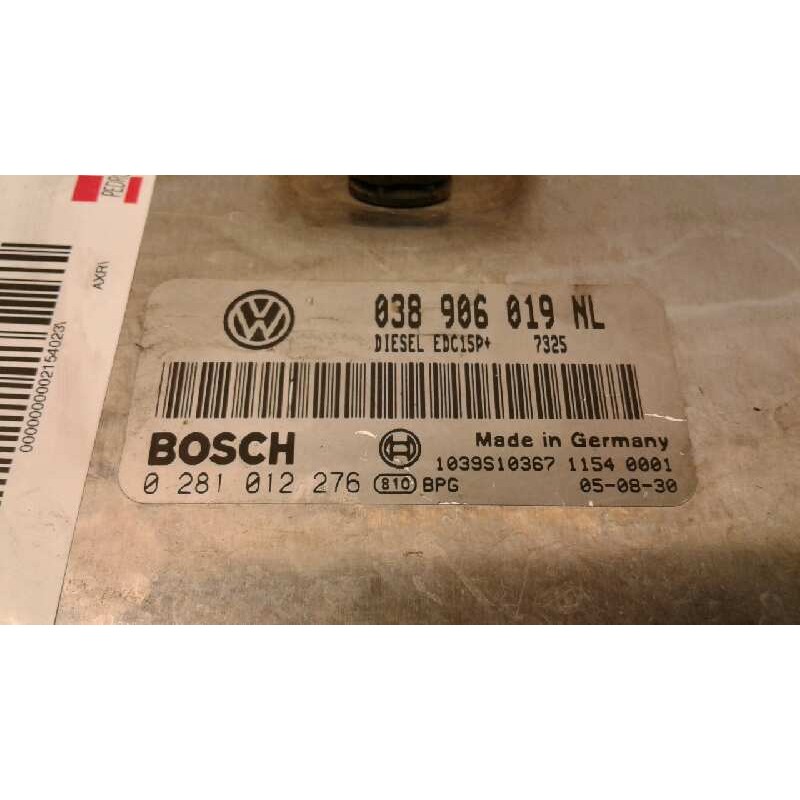 038 906 019 NL
DIESEL EDC15P+ 7325
BOSCH
Made in Germany
1039S10367 1154 0001
0 281 012 276 810 BPG 05-08-30
AXR\
00000000002154023\